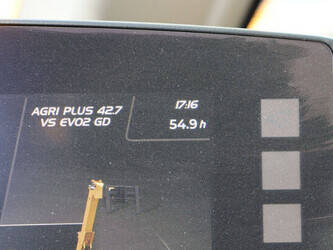 AGRI PLUS 42.7
VS EVO2 GD
17:16
54.9 h